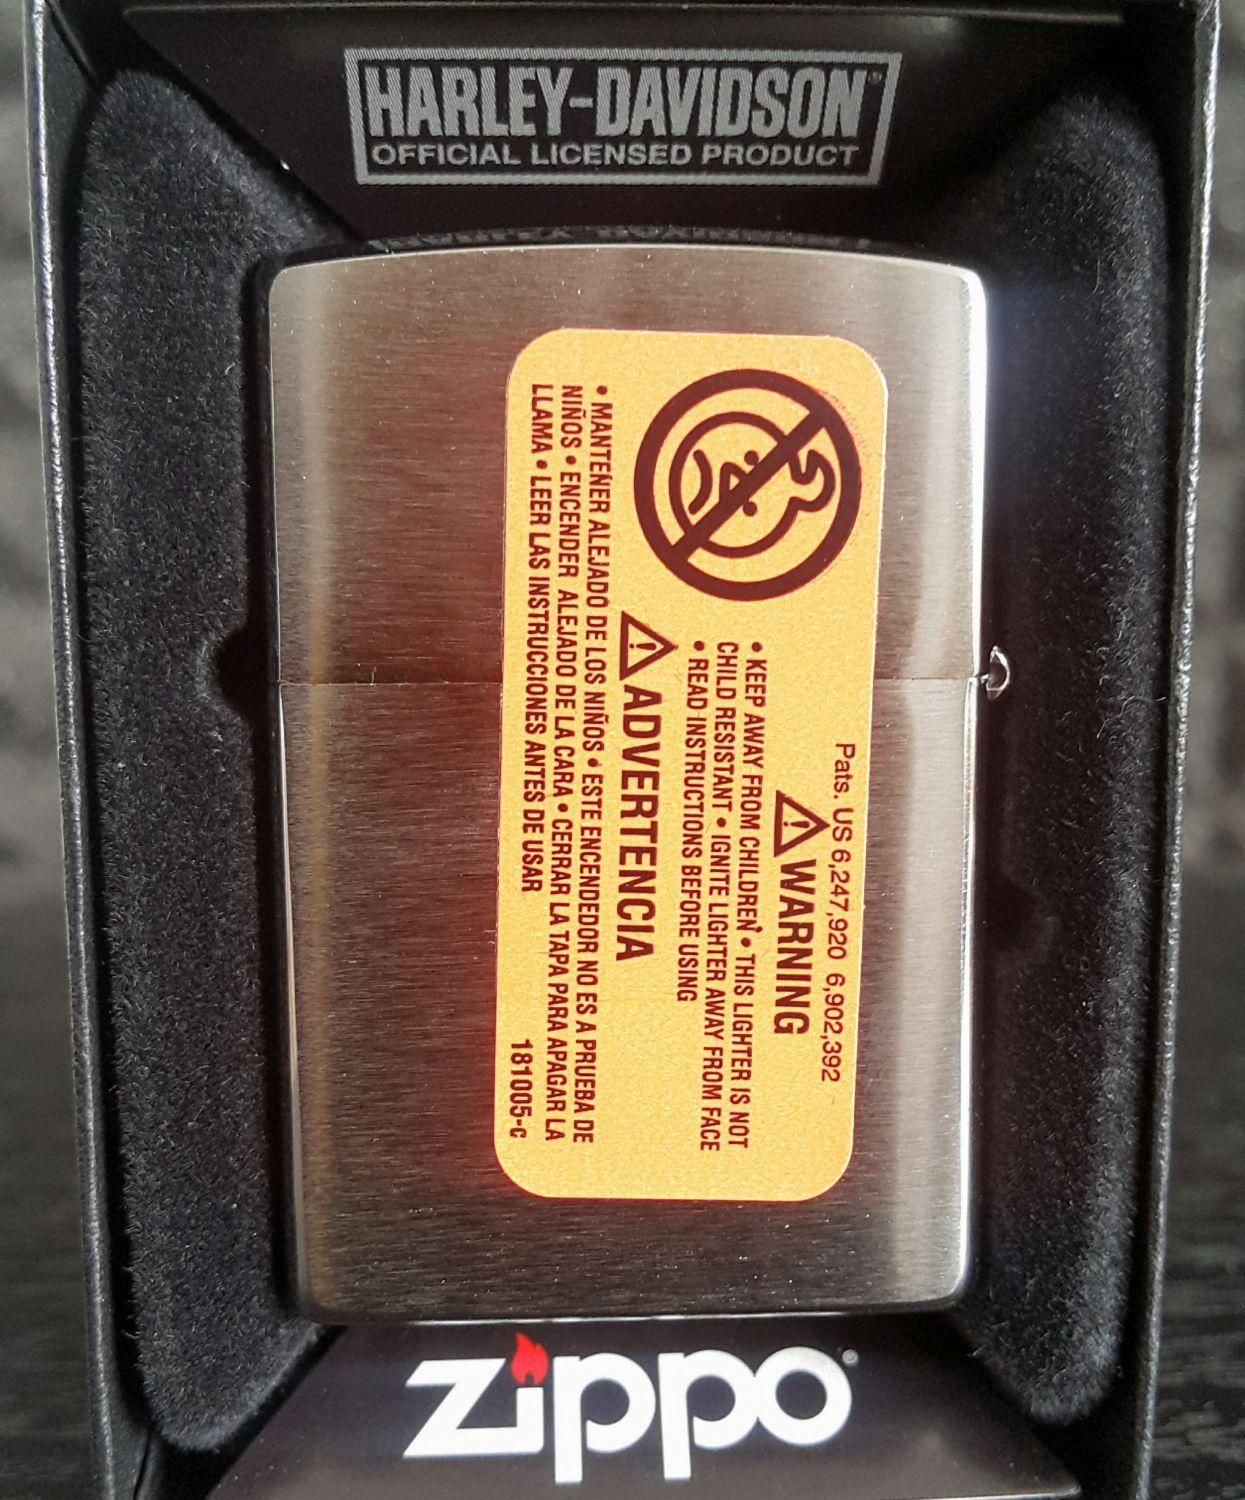 HARLEY-DAVIDSON®
OFFICIAL LICENSED PRODUCT
Pats. US 6,247,920 6,902,392
⚠ WARNING
• KEEP AWAY FROM CHILDREN • THIS LIGHTER IS NOT
CHILD RESISTANT • IGNITE LIGHTER AWAY FROM FACE
• READ INSTRUCTIONS BEFORE USING
⚠ ADVERTENCIA
• MANTENER ALEJADO DE LOS NIÑOS • ESTE ENCENDEDOR NO ES A PRUEBA DE
NIÑOS • ENCENDER ALEJADO DE LA CARA • CERRAR LA TAPA PARA APAGAR LA
LLAMA • LEER LAS INSTRUCCIONES ANTES DE USAR
181005-c
zippo®